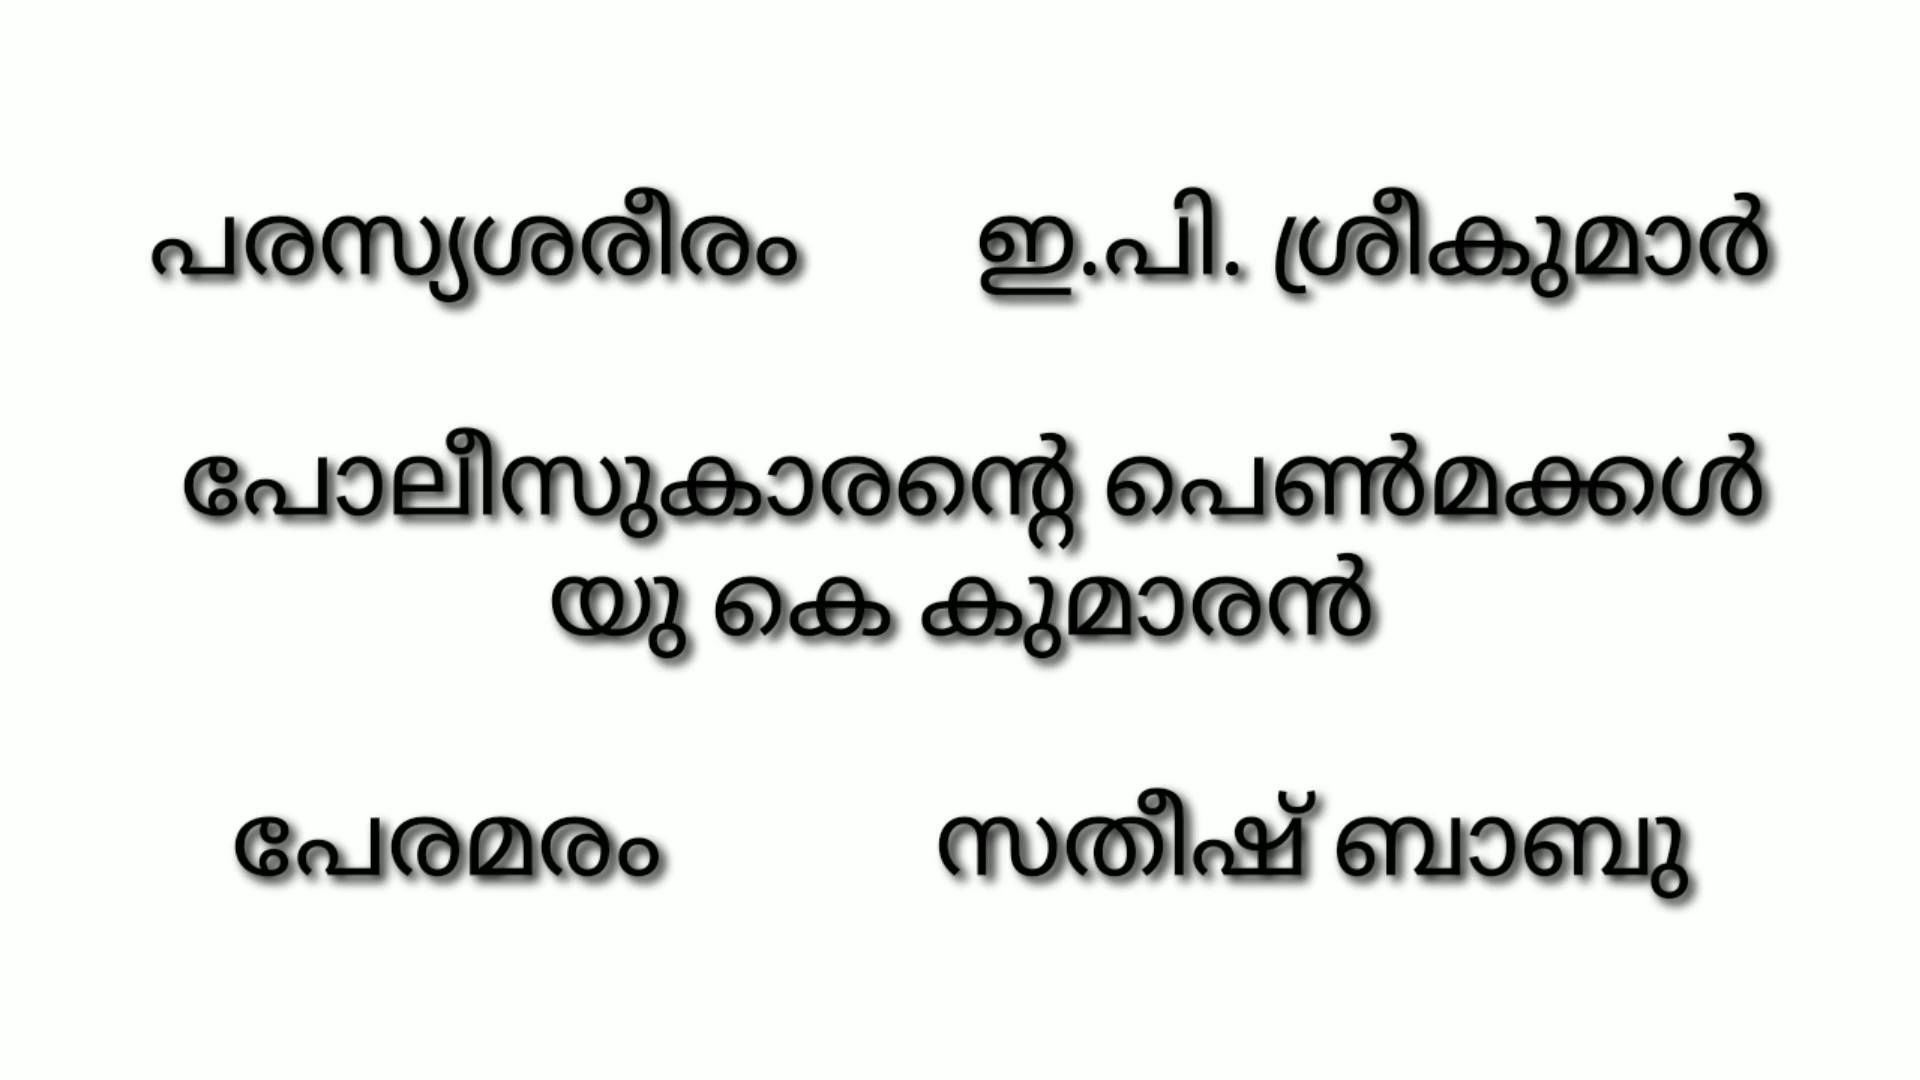 പരസ്യശരീരം ഇ.പി. ശ്രീകുമാർ
പോലീസുകാരന്റെ പെൺമക്കൾ
യു കെ കുമാരൻ
പേരമരം സതീഷ് ബാബു